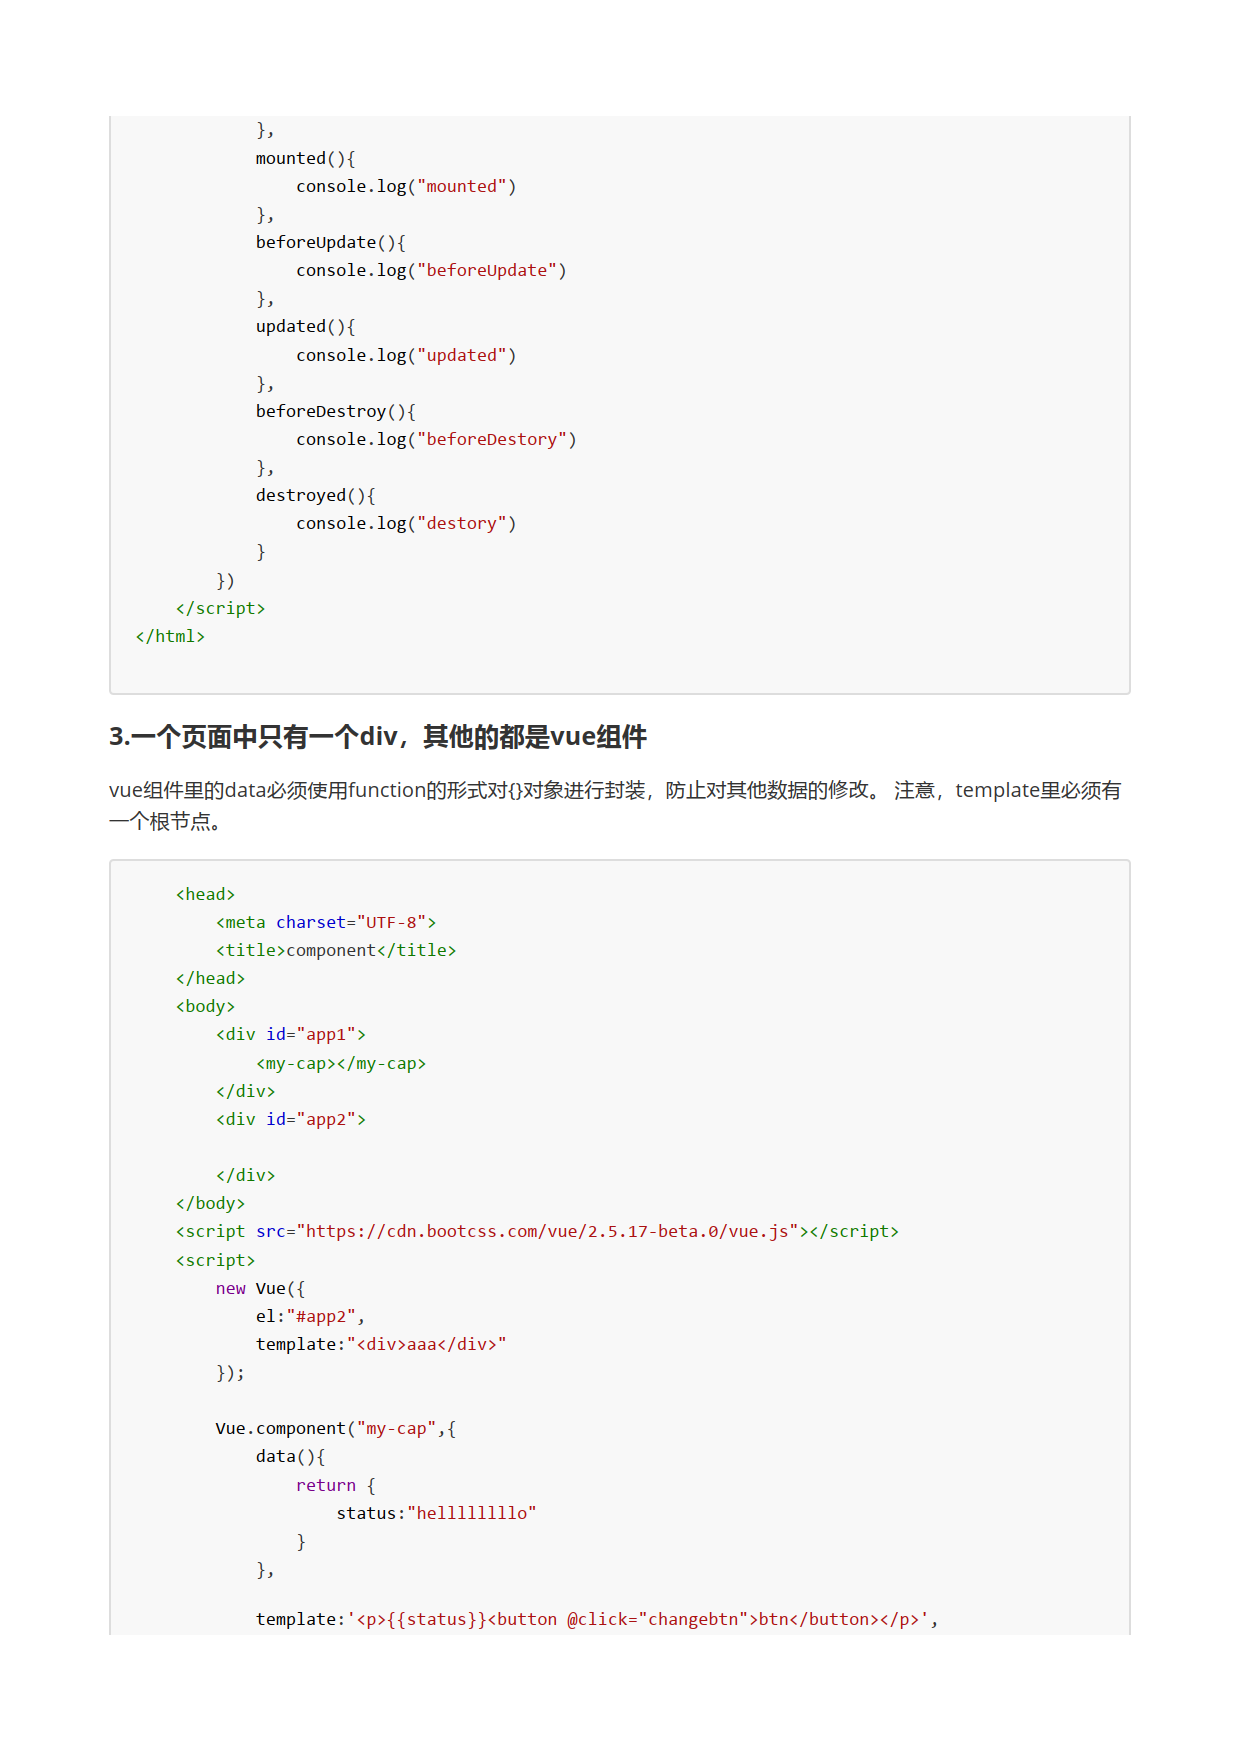 },
mounted(){
console.log("mounted")
},
beforeUpdate(){
console.log("beforeUpdate")
},
updated(){
console.log("updated")
},
beforeDestroy(){
console.log("beforeDestory")
},
destroyed(){
console.log("destory")
}
})
</script>
</html>
3.一个页面中只有一个div，其他的都是vue组件
vue组件里的data必须使用function的形式对{}对象进行封装，防止对其他数据的修改。 注意，template里必须有
一个根节点。
<head>
<meta charset="UTF-8">
<title>component</title>
</head>
<body>
<div id="app1">
<my-cap></my-cap>
</div>
<div id="app2">
</div>
</body>
<script src="https://cdn.bootcss.com/vue/2.5.17-beta.0/vue.js"></script>
<script>
new Vue({
el:"#app2",
template:"<div>aaa</div>"
});
Vue.component("my-cap",{
data(){
return {
status:"hellllllllo"
}
},
template:'<p>{{status}}<button @click="changebtn">btn</button></p>',